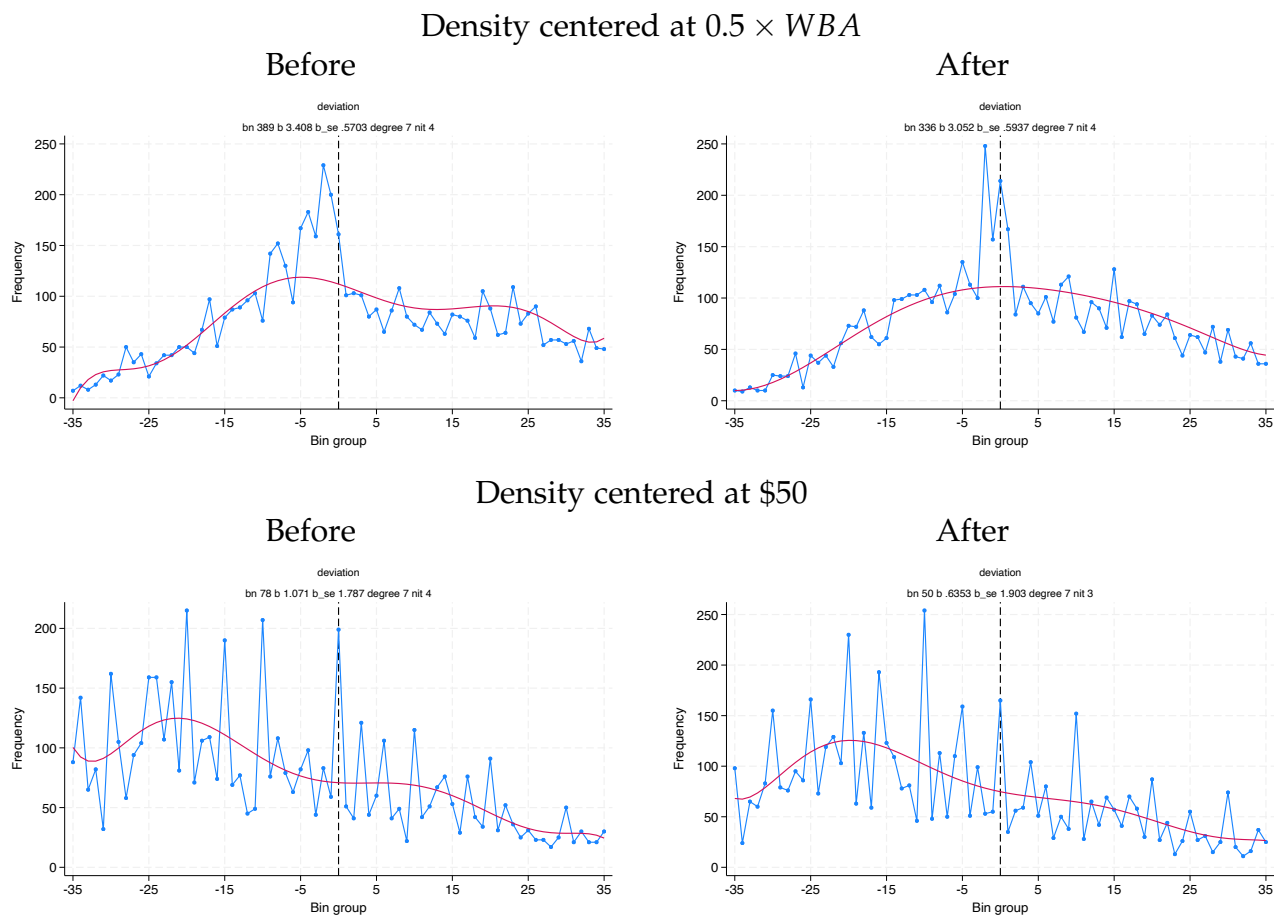 Density centered at 0.5 × WBA
Before
After
deviation
bn 389 b 3.408 b_se .5703 degree 7 nit 4
250
200
150
100
50
0
Frequency
-35 -25 -15 -5 5 15 25 35
Bin group
deviation
bn 336 b 3.052 b_se .5937 degree 7 nit 4
250
200
150
100
50
0
Frequency
-35 -25 -15 -5 5 15 25 35
Bin group
Density centered at $50
Before
After
deviation
bn 78 b 1.071 b_se 1.787 degree 7 nit 4
200
150
100
50
0
Frequency
-35 -25 -15 -5 5 15 25 35
Bin group
deviation
bn 50 b .6353 b_se 1.903 degree 7 nit 3
250
200
150
100
50
0
Frequency
-35 -25 -15 -5 5 15 25 35
Bin group